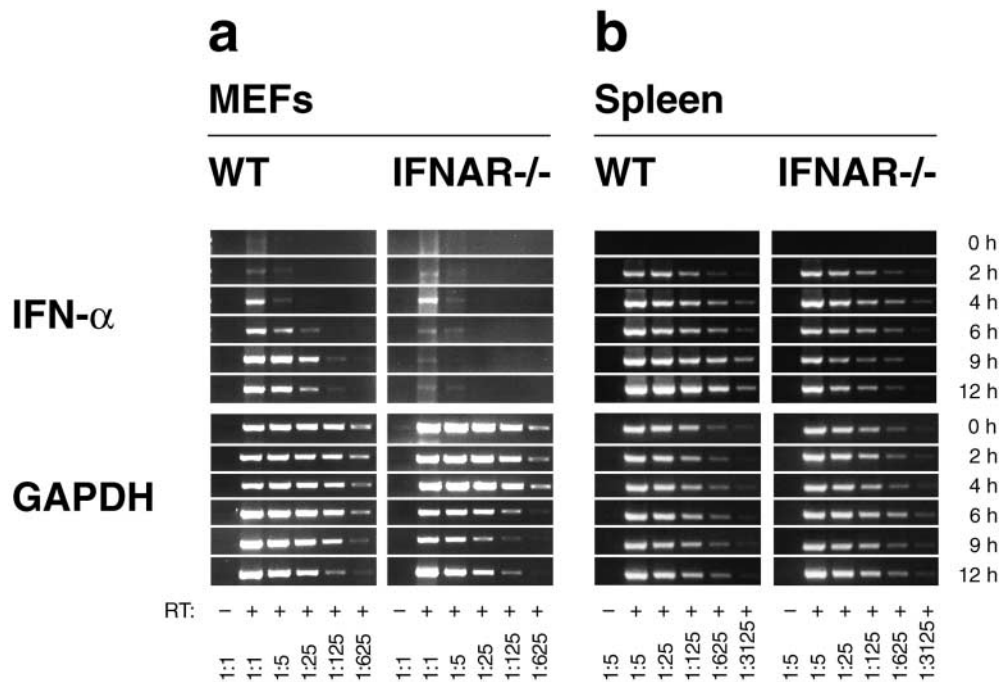 a b
MEFs Spleen
WT IFNAR-/- WT IFNAR-/-
IFN-α
0 h
2 h
4 h
6 h
9 h
12 h
GAPDH
0 h
2 h
4 h
6 h
9 h
12 h
RT: – + + + + + – + + + + + – + + + + + – + + + + +
1:1 1:1 1:5 1:25 1:125 1:625 1:1 1:1 1:5 1:25 1:125 1:625 1:5 1:5 1:25 1:125 1:625 1:3125 1:5 1:5 1:25 1:125 1:625 1:3125